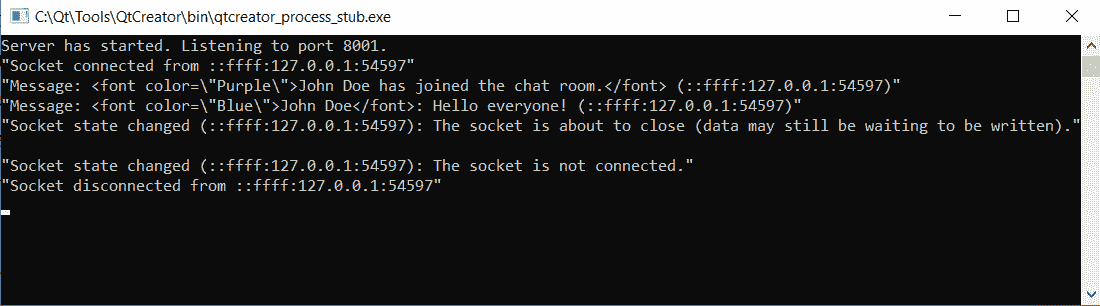 C:\Qt\Tools\QtCreator\bin\qtcreator_process_stub.exe
Server has started. Listening to port 8001.
"Socket connected from ::ffff:127.0.0.1:54597"
"Message: <font color=\"Purple\">John Doe has joined the chat room.</font> (::ffff:127.0.0.1:54597)"
"Message: <font color=\"Blue\">John Doe</font>: Hello everyone! (::ffff:127.0.0.1:54597)"
"Socket state changed (::ffff:127.0.0.1:54597): The socket is about to close (data may still be waiting to be written)."
"Socket state changed (::ffff:127.0.0.1:54597): The socket is not connected."
"Socket disconnected from ::ffff:127.0.0.1:54597"